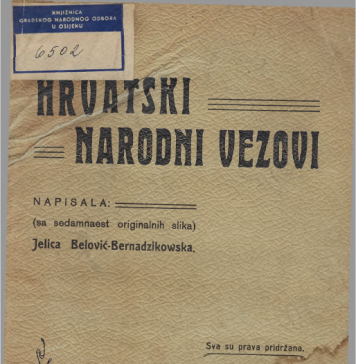 KNJIŽNICA
GRADSKOG NARODNOG ODBORA
U OSIJEKU
6502
HRVATSKI
NARODNI VEZOVI
NAPISALA:
(sa sedamnaest originalnih slika)
Jelica Belović-Bernadzikowska.
Sva su prava pridržana.